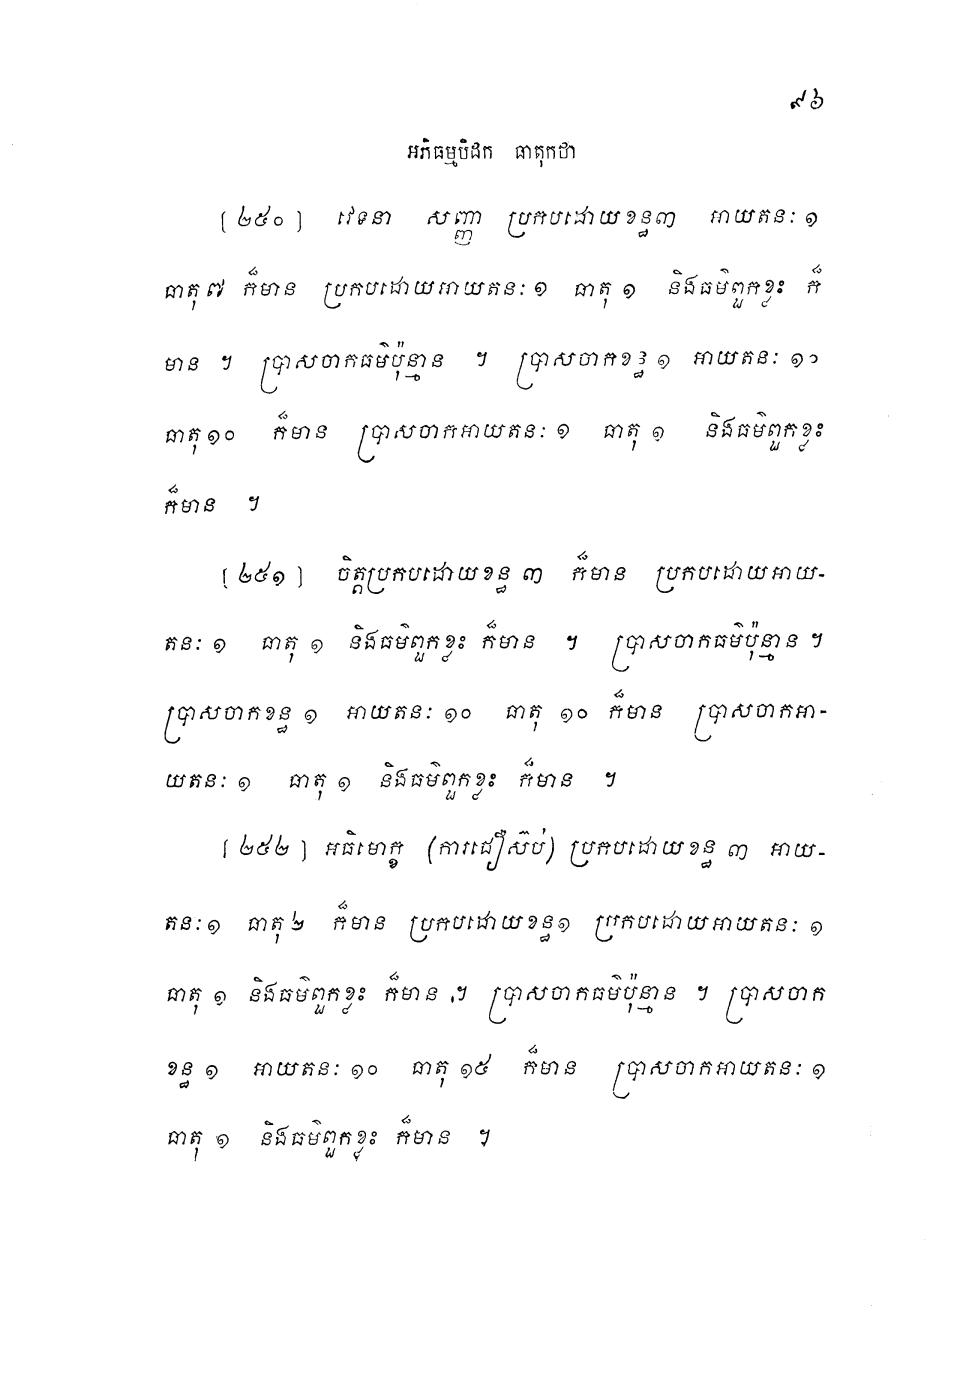 ៩៦
អភិធម្មបិដក ធាតុកថា
[ ២៥០ ] វេទនា សញ្ញា ប្រកបដោយខន្ធ៣ អាយតនៈ ១
ធាតុ៧ ក៏មាន ប្រកបដោយអាយតនៈ ១ ធាតុ ១ និងធម៌ពួកខ្លះ ក៏
មាន ។ ប្រាសចាកធម៌ប៉ុន្មាន ។ ប្រាសចាកខន្ធ ១ អាយតនៈ ១០
ធាតុ១០ ក៏មាន ប្រាសចាកអាយតនៈ ១ ធាតុ ១ និងធម៌ពួកខ្លះ
ក៏មាន ។
[ ២៥១ ] ចិត្តប្រកបដោយខន្ធ ៣ ក៏មាន ប្រកបដោយអាយ-
តនៈ ១ ធាតុ ១ និងធម៌ពួកខ្លះ ក៏មាន ។ ប្រាសចាកធម៌ប៉ុន្មាន ។
ប្រាសចាកខន្ធ ១ អាយតនៈ ១០ ធាតុ ១០ ក៏មាន ប្រាសចាកអា-
យតនៈ ១ ធាតុ ១ និងធម៌ពួកខ្លះ ក៏មាន ។
[ ២៥២ ] អធិមោក្ខ (ការជឿស៊ប់) ប្រកបដោយខន្ធ ៣ អាយ-
តនៈ១ ធាតុ២ ក៏មាន ប្រកបដោយខន្ធ១ ប្រកបដោយអាយតនៈ ១
ធាតុ ១ និងធម៌ពួកខ្លះ ក៏មាន ។ ប្រាសចាកធម៌ប៉ុន្មាន ។ ប្រាសចាក
ខន្ធ ១ អាយតនៈ ១០ ធាតុ ១៥ ក៏មាន ប្រាសចាកអាយតនៈ ១
ធាតុ ១ និងធម៌ពួកខ្លះ ក៏មាន ។